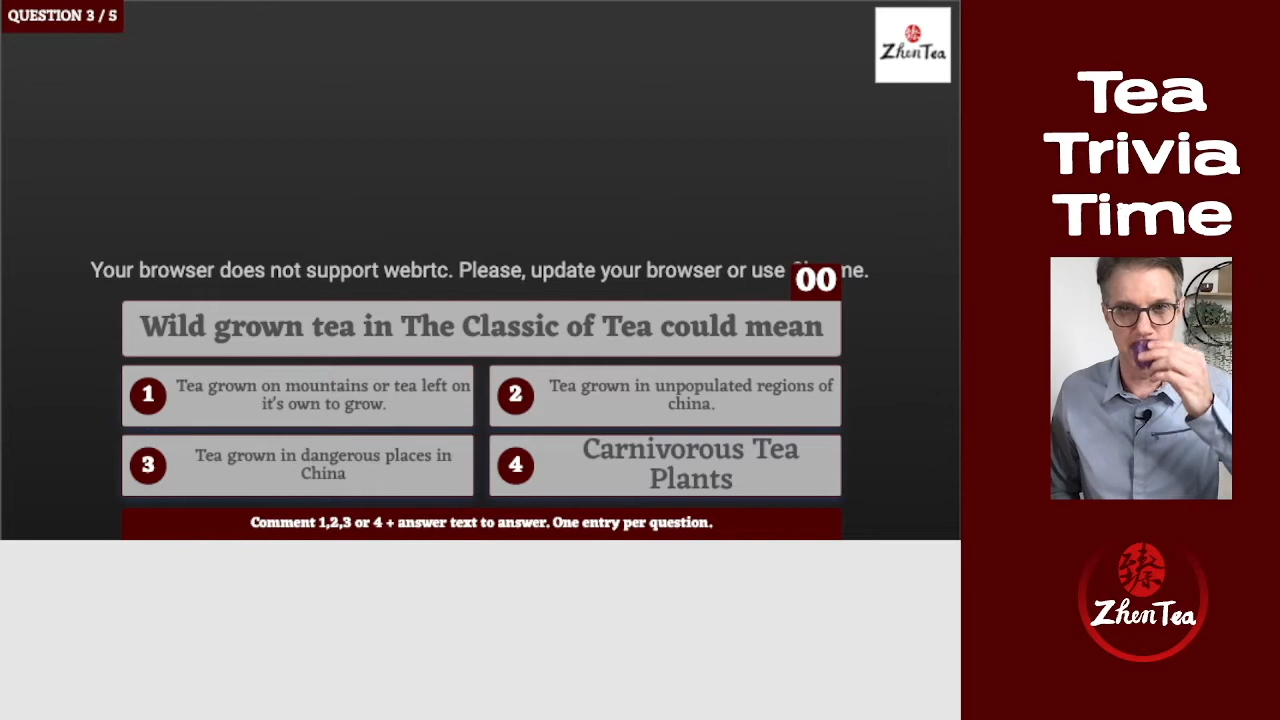 QUESTION 3 / 5
臻
ZhenTea
Your browser does not support webrtc. Please, update your browser or use me.
00
Wild grown tea in The Classic of Tea could mean
1
Tea grown on mountains or tea left on
it's own to grow.
2
Tea grown in unpopulated regions of
china.
3
Tea grown in dangerous places in
China
4
Carnivorous Tea
Plants
Comment 1,2,3 or 4 + answer text to answer. One entry per question.
Tea
Trivia
Time
臻
ZhenTea